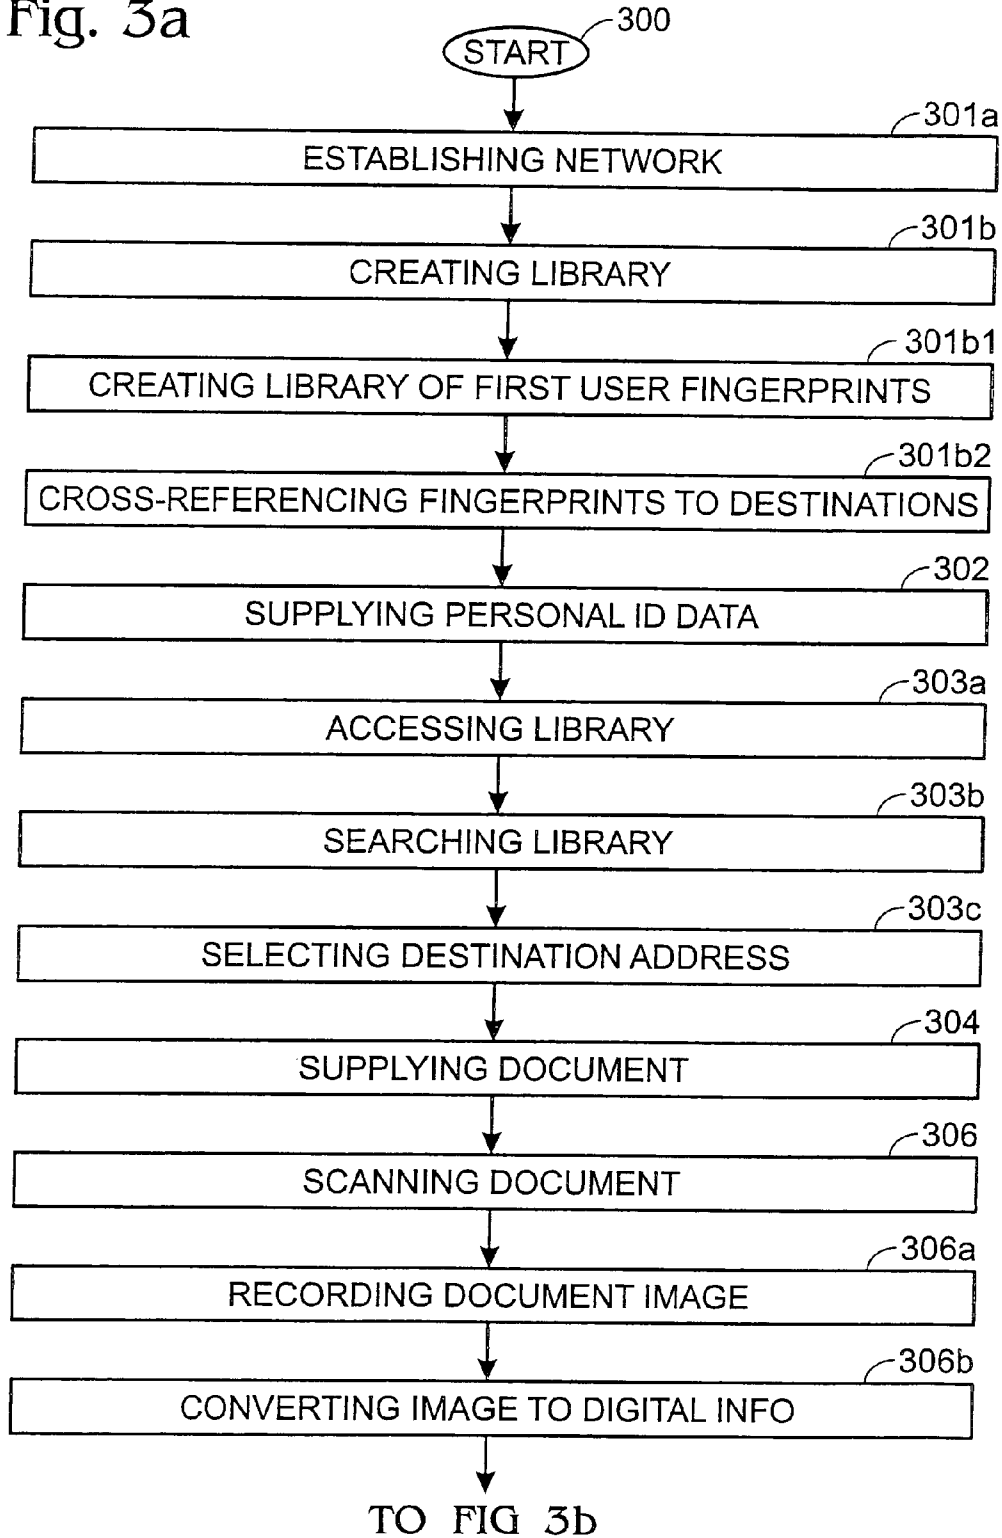 Fig. 3a
300
START
301a
ESTABLISHING NETWORK
301b
CREATING LIBRARY
301b1
CREATING LIBRARY OF FIRST USER FINGERPRINTS
301b2
CROSS-REFERENCING FINGERPRINTS TO DESTINATIONS
302
SUPPLYING PERSONAL ID DATA
303a
ACCESSING LIBRARY
303b
SEARCHING LIBRARY
303c
SELECTING DESTINATION ADDRESS
304
SUPPLYING DOCUMENT
306
SCANNING DOCUMENT
306a
RECORDING DOCUMENT IMAGE
306b
CONVERTING IMAGE TO DIGITAL INFO
TO FIG 3b